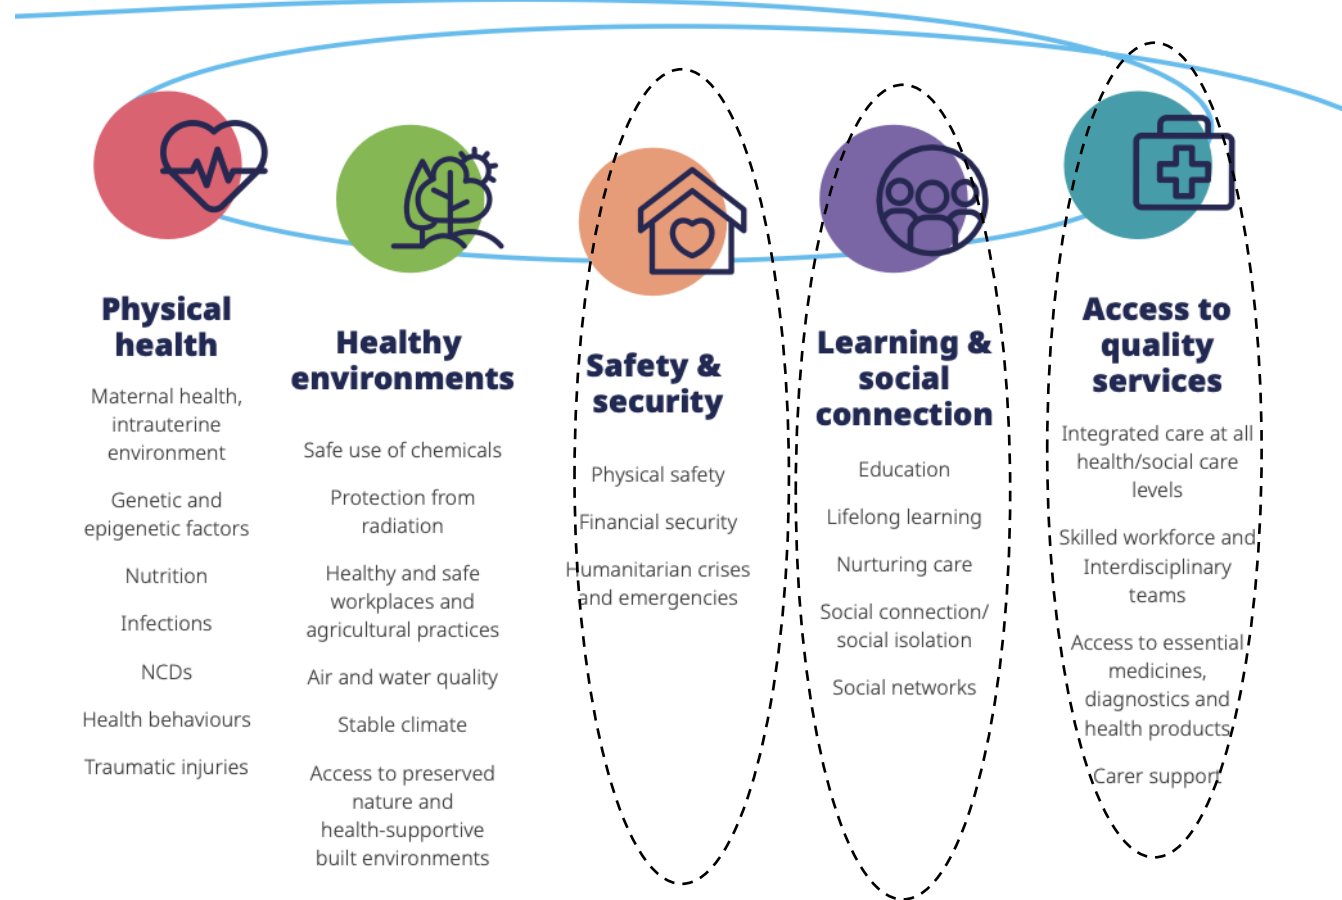 Physical
health
Maternal health,
intrauterine
environment
Genetic and
epigenetic factors
Nutrition
Infections
NCDs
Health behaviours
Traumatic injuries
Healthy
environments
Safe use of chemicals
Protection from
radiation
Healthy and safe
workplaces and
agricultural practices
Air and water quality
Stable climate
Access to preserved
nature and
health-supportive
built environments
Safety &
security
Physical safety
Financial security
Humanitarian crises
and emergencies
Learning &
social
connection
Education
Lifelong learning
Nurturing care
Social connection/
social isolation
Social networks
Access to
quality
services
Integrated care at all
health/social care
levels
Skilled workforce and
Interdisciplinary
teams
Access to essential
medicines,
diagnostics and
health products
Carer support